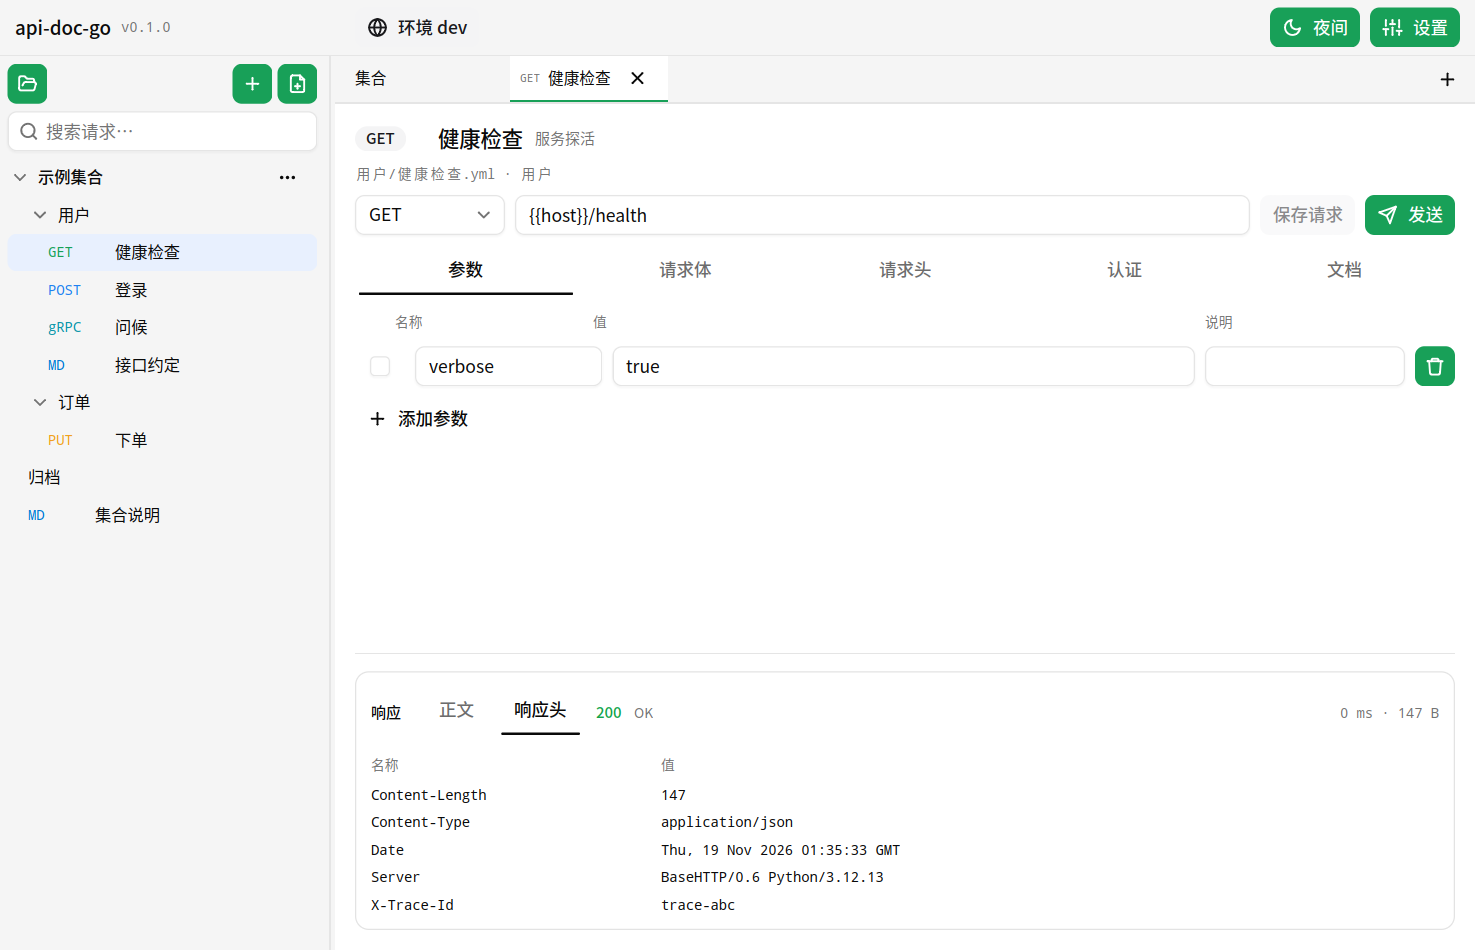 api-doc-go v0.1.0
环境 dev
夜间
设置
搜索请求…
示例集合
用户
GET 健康检查
POST 登录
gRPC 问候
MD 接口约定
订单
PUT 下单
归档
MD 集合说明
集合
GET 健康检查
GET 健康检查 服务探活
用户/健康检查.yml · 用户
GET
{{host}}/health
保存请求
发送
参数 请求体 请求头 认证 文档
名称 值 说明
verbose true
添加参数
响应 正文 响应头 200 OK 0 ms · 147 B
名称 值
Content-Length 147
Content-Type application/json
Date Thu, 19 Nov 2026 01:35:33 GMT
Server BaseHTTP/0.6 Python/3.12.13
X-Trace-Id trace-abc